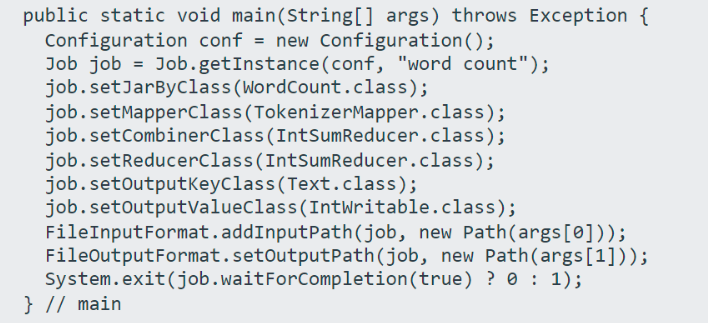 public static void main(String[] args) throws Exception {
  Configuration conf = new Configuration();
  Job job = Job.getInstance(conf, "word count");
  job.setJarByClass(WordCount.class);
  job.setMapperClass(TokenizerMapper.class);
  job.setCombinerClass(IntSumReducer.class);
  job.setReducerClass(IntSumReducer.class);
  job.setOutputKeyClass(Text.class);
  job.setOutputValueClass(IntWritable.class);
  FileInputFormat.addInputPath(job, new Path(args[0]));
  FileOutputFormat.setOutputPath(job, new Path(args[1]));
  System.exit(job.waitForCompletion(true) ? 0 : 1);
} // main